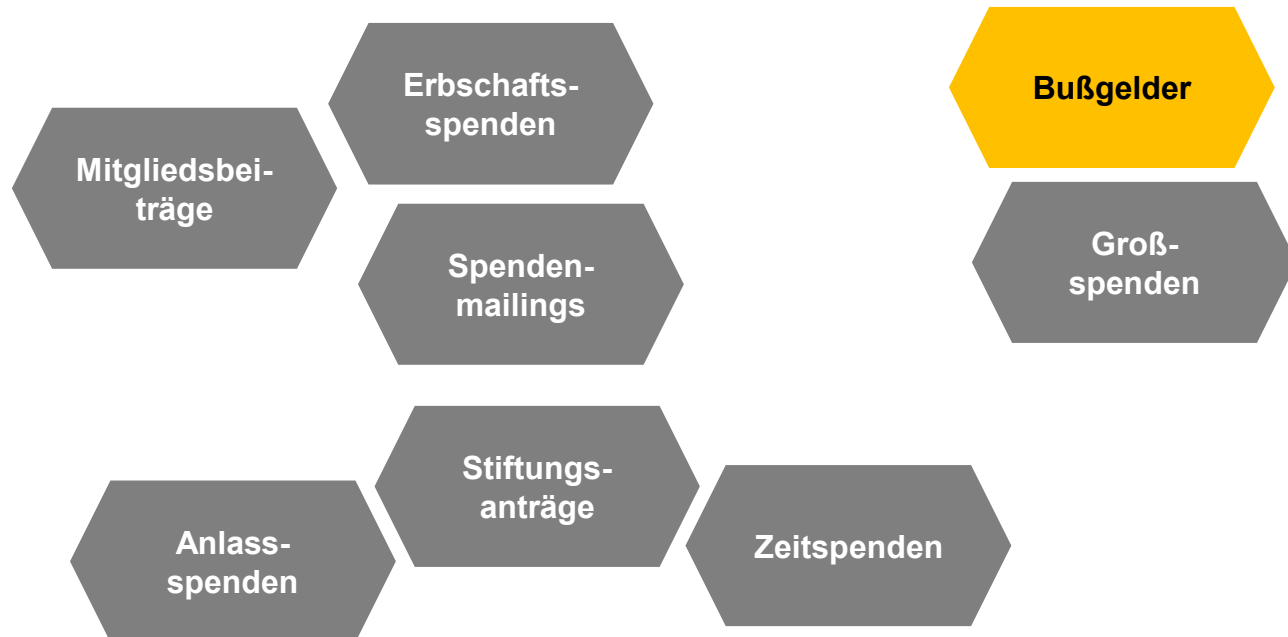 Erbschafts-
spenden
Bußgelder
Mitgliedsbei-
träge
Spenden-
mailings
Groß-
spenden
Stiftungs-
anträge
Anlass-
spenden
Zeitspenden